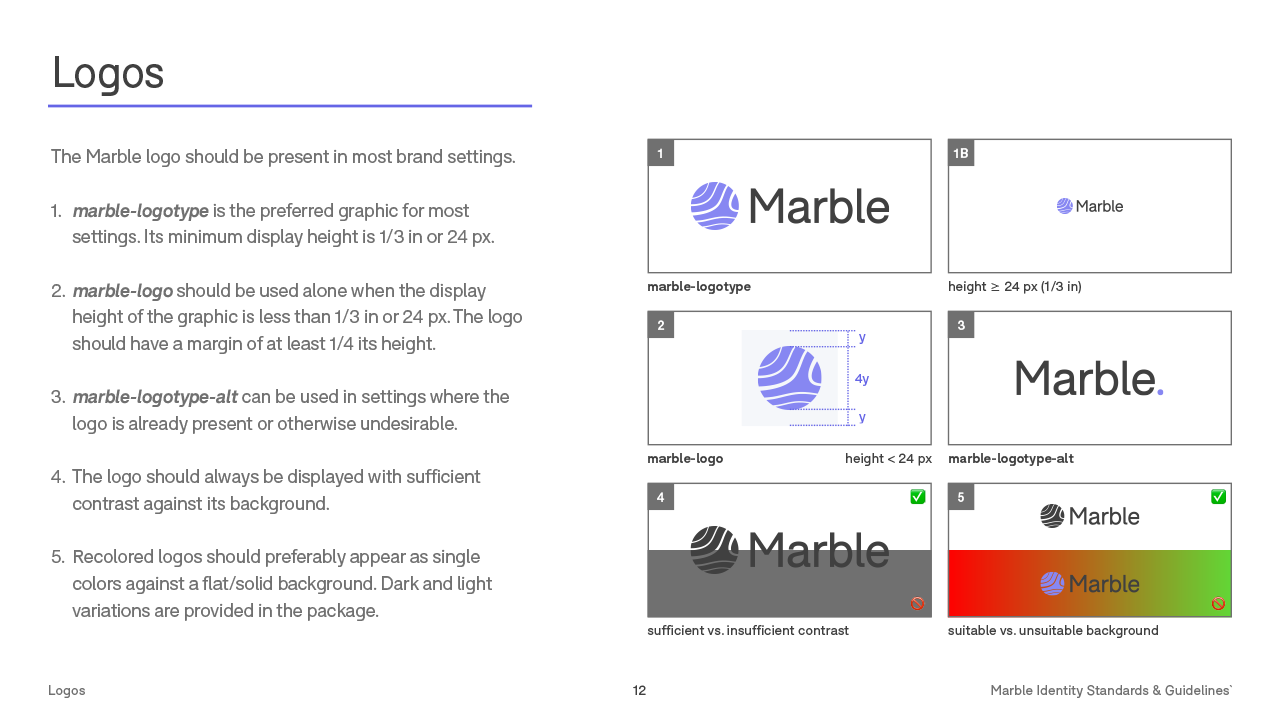 Logos
The Marble logo should be present in most brand settings.
1. marble-logotype is the preferred graphic for most
settings. Its minimum display height is 1/3 in or 24 px.
2. marble-logo should be used alone when the display
height of the graphic is less than 1/3 in or 24 px. The logo
should have a margin of at least 1/4 its height.
3. marble-logotype-alt can be used in settings where the
logo is already present or otherwise undesirable.
4. The logo should always be displayed with sufficient
contrast against its background.
5. Recolored logos should preferably appear as single
colors against a flat/solid background. Dark and light
variations are provided in the package.
1
Marble
marble-logotype
1B
Marble
height ≥ 24 px (1/3 in)
2
y
4y
y
marble-logo
height < 24 px
3
Marble.
marble-logotype-alt
4
Marble
sufficient vs. insufficient contrast
5
Marble
Marble
suitable vs. unsuitable background
Logos
12
Marble Identity Standards & Guidelines`